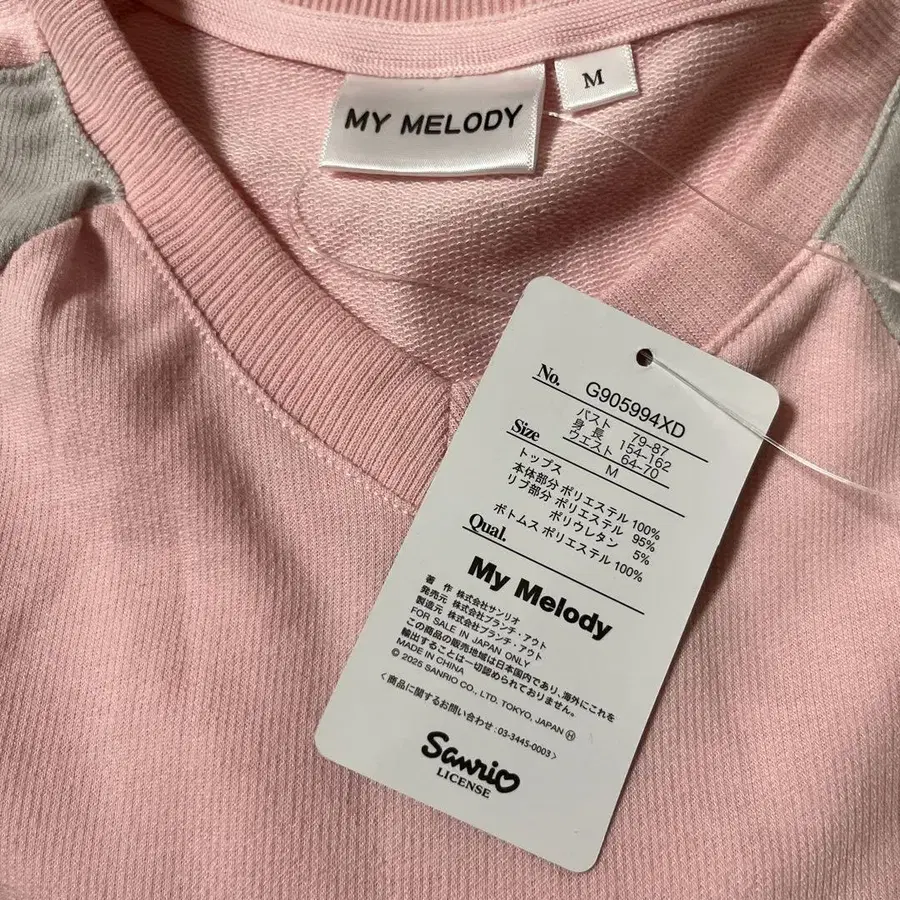 MY MELODY
M
No. G905994XD
Size
バスト 79-87
身長 154-162
ウエスト 64-70
トップス M
本体部分 ポリエステル 100%
リブ部分 ポリエステル 95%
ポリウレタン 5%
ボトムス ポリエステル 100%
Qual.
My Melody
著 作 株式会社サンリオ
発売元 株式会社ブランチ・アウト
製造元 株式会社ブランチ・アウト
FOR SALE IN JAPAN ONLY
この商品の販売地域は日本国内であり、海外にこれを
輸出することは一切認められておりません。
MADE IN CHINA
© 2025 SANRIO CO., LTD. TOKYO, JAPAN Ⓗ
<商品に関するお問い合わせ:03-3445-0003>
Sanrio
LICENSE